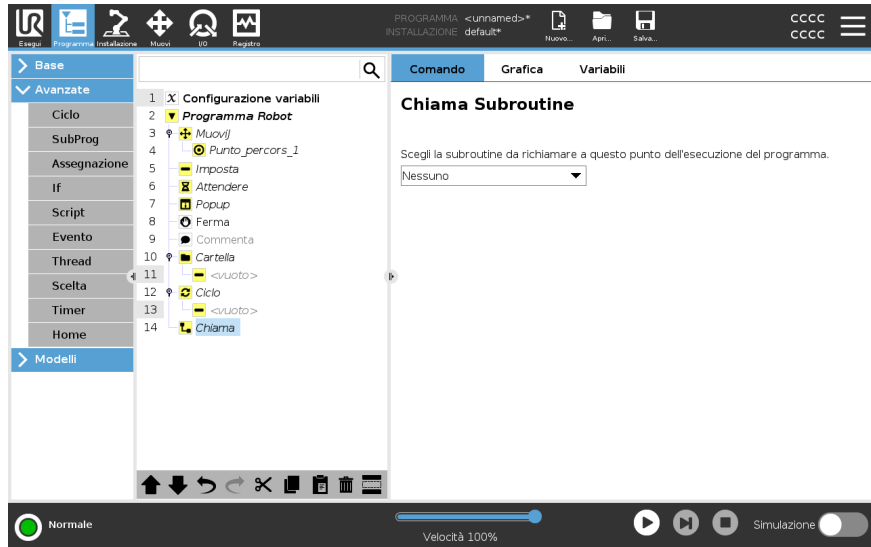 UR
Esegui
Programma
Installazione
Muovi
I/O
Registro
PROGRAMMA <unnamed>*
INSTALLAZIONE default*
Nuovo...
Apri...
Salva...
cccc
cccc
Base
Avanzate
Ciclo
SubProg
Assegnazione
If
Script
Evento
Thread
Scelta
Timer
Home
Modelli
1 X Configurazione variabili
2 Programma Robot
3 MuoviJ
4 Punto_percors_1
5 Imposta
6 Attendere
7 Popup
8 Ferma
9 Commenta
10 Cartella
11 <vuoto>
12 Ciclo
13 <vuoto>
14 Chiama
Comando Grafica Variabili
Chiama Subroutine
Scegli la subroutine da richiamare a questo punto dell'esecuzione del programma.
Nessuno
Normale
Velocità 100%
Simulazione